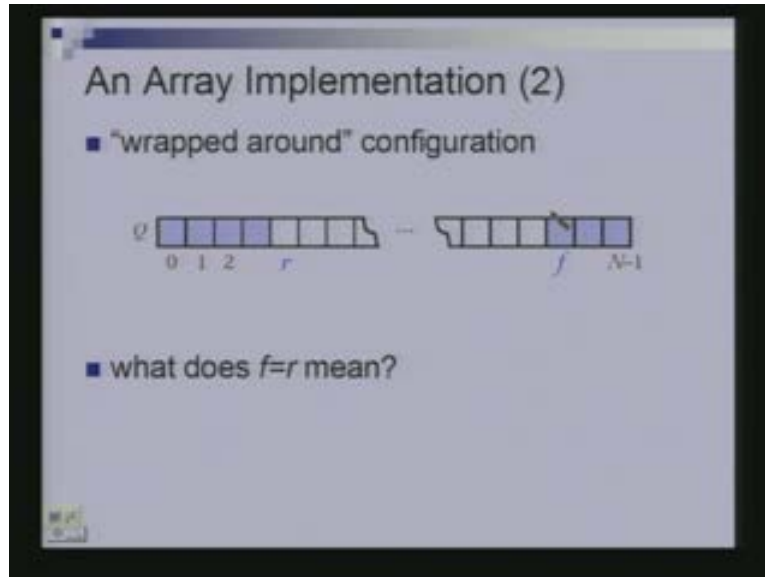 An Array Implementation (2)
"wrapped around" configuration
Q ...
0 1 2 r f N-1
what does f=r mean?